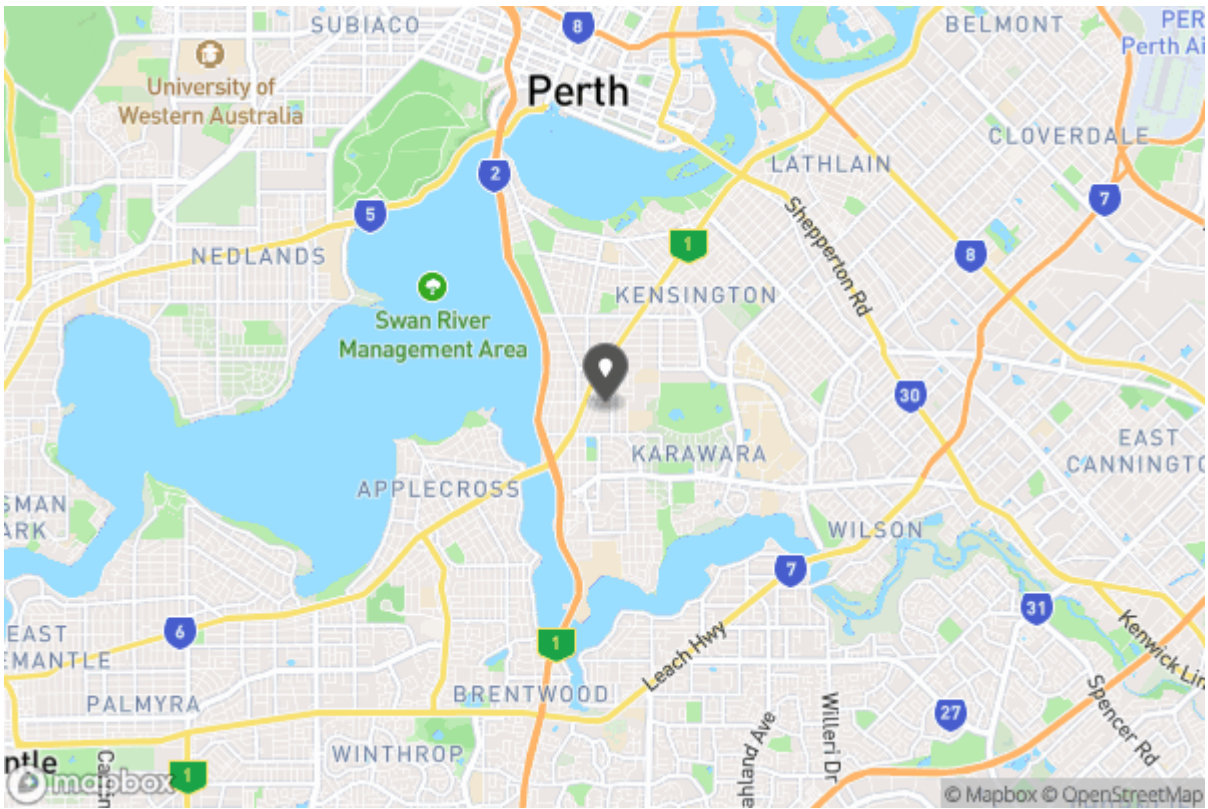 SUBIACO
8
BELMONT
PER
Perth Ai
University of
Western Australia
Perth
CLOVERDALE
LATHLAIN
2
7
5
Shepperton Rd
NEDLANDS
1
8
KENSINGTON
Swan River
Management Area
30
EAST
CANNINGTO
KARAWARA
APPLECROSS
SMAN
ARK
WILSON
7
31
6
EAST
EMANTLE
1
Kenwick Lin
Leach Hwy
BRENTWOOD
PALMYRA
Spencer Rd
27
Willeri Dr
WINTHROP
ahland Ave
ntle
Cannin
1
mapbox
© Mapbox © OpenStreetMap